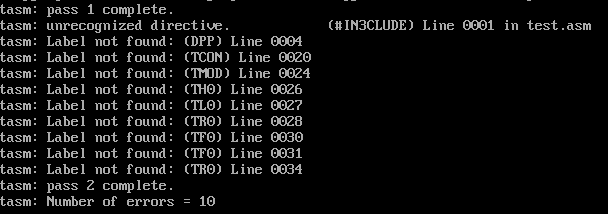 tasm: pass 1 complete.
tasm: unrecognized directive. (#IN3CLUDE) Line 0001 in test.asm
tasm: Label not found: (DPP) Line 0004
tasm: Label not found: (TCON) Line 0020
tasm: Label not found: (TMOD) Line 0024
tasm: Label not found: (TH0) Line 0026
tasm: Label not found: (TL0) Line 0027
tasm: Label not found: (TR0) Line 0028
tasm: Label not found: (TF0) Line 0030
tasm: Label not found: (TF0) Line 0031
tasm: Label not found: (TR0) Line 0034
tasm: pass 2 complete.
tasm: Number of errors = 10